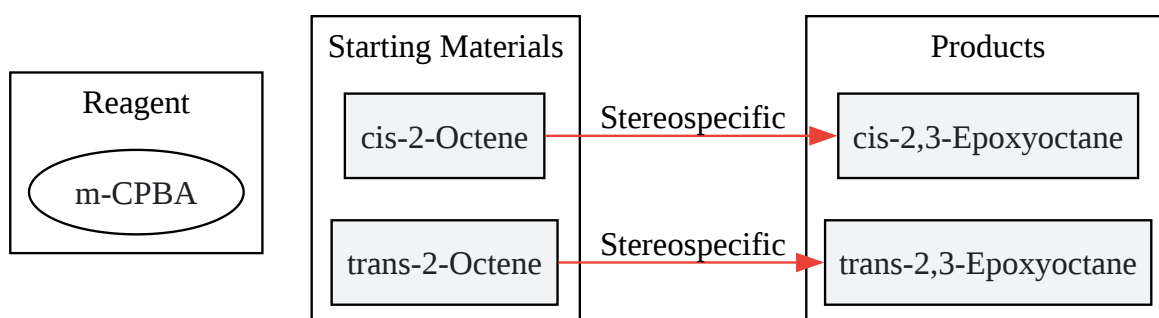 Reagent
m-CPBA
Starting Materials
cis-2-Octene
trans-2-Octene
Stereospecific
Stereospecific
Products
cis-2,3-Epoxyoctane
trans-2,3-Epoxyoctane